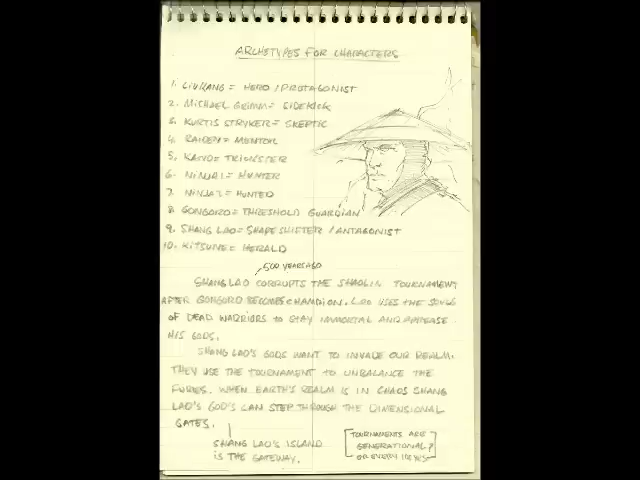 ARCHETYPES FOR CHARACTERS
1. LIU KANG = HERO / PROTAGONIST
2. MICHAEL GRIMM = SIDEKICK
3. KURTIS STRYKER = SKEPTIC
4. RAIDEN = MENTOR
5. KANO = TRICKSTER
6. NINJA 1 = HUNTER
7. NINJA 2 = HUNTED
8. GONGORO = THRESHOLD GUARDIAN
9. SHANG LAO = SHAPESHIFTER / ANTAGONIST
10. KITSUNE = HERALD
500 YEARS AGO
SHANG LAO CORRUPTS THE SHAOLIN TOURNAMENT
AFTER GONGORO BECOMES CHAMPION. LAO USES THE SOULS
OF DEAD WARRIORS TO STAY IMMORTAL AND APPEASE
HIS GODS.
SHANG LAO'S GODS WANT TO INVADE OUR REALM.
THEY USE THE TOURNAMENT TO UNBALANCE THE
FURIES. WHEN EARTH'S REALM IS IN CHAOS SHANG
LAO'S GOD'S CAN STEP THROUGH THE DIMENSIONAL
GATES.
SHANG LAO'S ISLAND
IS THE GATEWAY.
[TOURNAMENTS ARE
GENERATIONAL?
OR EVERY YRS]